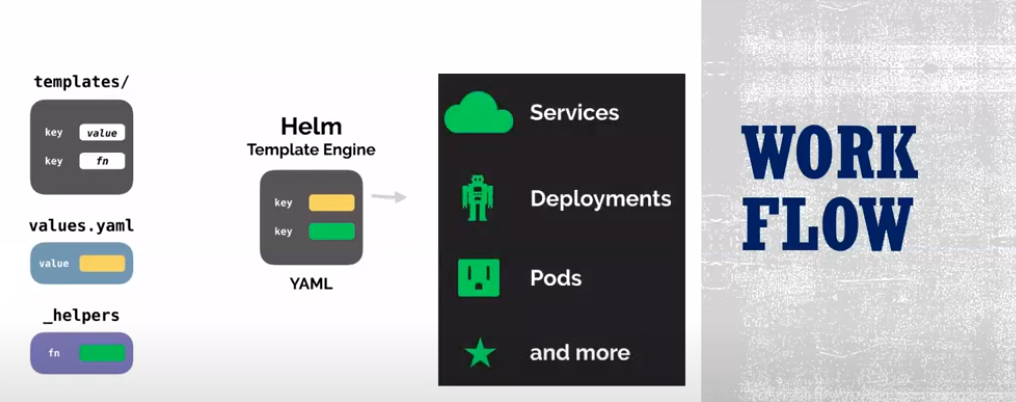 templates/
key value
key fn
values.yaml
value
_helpers
fn
Helm
Template Engine
key
key
YAML
Services
Deployments
Pods
and more
WORK
FLOW